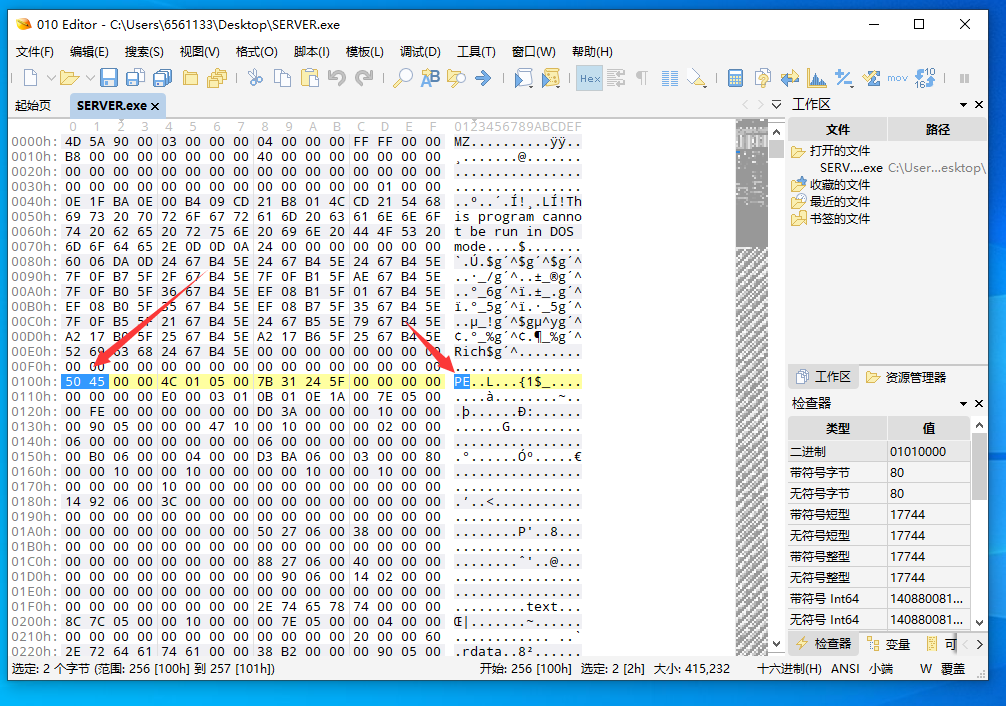 010 Editor - C:\Users\6561133\Desktop\SERVER.exe
文件(F) 编辑(E) 搜索(S) 视图(V) 格式(O) 脚本(I) 模板(L) 调试(D) 工具(T) 窗口(W) 帮助(H)
起始页 SERVER.exe
0 1 2 3 4 5 6 7 8 9 A B C D E F 0123456789ABCDEF
0000h: 4D 5A 90 00 03 00 00 00 04 00 00 00 FF FF 00 00 MZ..........ÿÿ..
0010h: B8 00 00 00 00 00 00 00 40 00 00 00 00 00 00 00 ¸.......@.......
0020h: 00 00 00 00 00 00 00 00 00 00 00 00 00 00 00 00 ................
0030h: 00 00 00 00 00 00 00 00 00 00 00 00 00 01 00 00 ................
0040h: 0E 1F BA 0E 00 B4 09 CD 21 B8 01 4C CD 21 54 68 ..º..´.Í!¸.LÍ!Th
0050h: 69 73 20 70 72 6F 67 72 61 6D 20 63 61 6E 6E 6F is program canno
0060h: 74 20 62 65 20 72 75 6E 20 69 6E 20 44 4F 53 20 t be run in DOS
0070h: 6D 6F 64 65 2E 0D 0D 0A 24 00 00 00 00 00 00 00 mode....$.......
0080h: 60 06 DA 0D 24 67 B4 5E 24 67 B4 5E 24 67 B4 5E `.Ú.$g´^$g´^$g´^
0090h: 7F 0F B7 5F 2F 67 B4 5E 7F 0F B1 5F AE 67 B4 5E ..·_/g´^..±_®g´^
00A0h: 7F 0F B0 5F 36 67 B4 5E EF 08 B1 5F 01 67 B4 5E ..°_6g´^ï.±_.g´^
00B0h: EF 08 B0 5F 35 67 B4 5E EF 08 B7 5F 35 67 B4 5E ï.°_5g´^ï.·_5g´^
00C0h: 7F 0F B5 5F 21 67 B4 5E 24 67 B5 5E 79 67 B4 5E ..µ_!g´^$gµ^yg´^
00D0h: A2 17 B0 5F 25 67 B4 5E A2 17 B6 5F 25 67 B4 5E ¢.°_%g´^¢.¶_%g´^
00E0h: 52 69 63 68 24 67 B4 5E 00 00 00 00 00 00 00 00 Rich$g´^........
00F0h: 00 00 00 00 00 00 00 00 00 00 00 00 00 00 00 ................
0100h: 50 45 00 00 4C 01 05 00 7B 31 24 5F 00 00 00 00 PE..L...{1$_....
0110h: 00 00 00 00 E0 00 03 01 0B 01 0E 1A 00 7E 05 00 ....à........~..
0120h: 00 FE 00 00 00 00 00 00 D0 3A 00 00 00 10 00 00 .þ......Ð:......
0130h: 00 90 05 00 00 00 47 10 00 10 00 00 00 02 00 00 ......G.........
0140h: 06 00 00 00 00 00 00 00 06 00 00 00 00 00 00 00 ................
0150h: 00 B0 06 00 00 04 00 00 D3 BA 06 00 03 00 00 80 .°......Óº.....€
0160h: 00 00 10 00 00 10 00 00 00 00 10 00 00 10 00 00 ................
0170h: 00 00 00 00 10 00 00 00 00 00 00 00 00 00 00 00 ................
0180h: 14 92 06 00 3C 00 00 00 00 00 00 00 00 00 00 00 .’..<...........
0190h: 00 00 00 00 00 00 00 00 00 00 00 00 00 00 00 00 ................
01A0h: 00 00 00 00 00 00 00 00 50 27 06 00 38 00 00 00 ........P'..8...
01B0h: 00 00 00 00 00 00 00 00 00 00 00 00 00 00 00 00 ................
01C0h: 00 00 00 00 00 00 00 00 88 27 06 00 40 00 00 00 ........ˆ'..@...
01D0h: 00 00 00 00 00 00 00 00 00 90 06 00 14 02 00 00 ................
01E0h: 00 00 00 00 00 00 00 00 00 00 00 00 00 00 00 00 ................
01F0h: 00 00 00 00 00 00 00 00 2E 74 65 78 74 00 00 00 .........text...
0200h: 8C 7C 05 00 00 10 00 00 00 7E 05 00 00 04 00 00 Œ|.......~......
0210h: 00 00 00 00 00 00 00 00 00 00 00 00 20 00 00 60 ............ ..`
0220h: 2E 72 64 61 74 61 00 00 38 B2 00 00 00 90 05 00 .rdata..8²......
Hex
mov
工作区
文件 路径
打开的文件
SERV....exe C:\User...esktop\
收藏的文件
最近的文件
书签的文件
工作区 资源管理器
检查器
类型 值
二进制 01010000
带符号字节 80
无符号字节 80
带符号短型 17744
无符号短型 17744
带符号整型 17744
无符号整型 17744
带符号 Int64 140880081...
无符号 Int64 140880081...
检查器 变量
选定: 2 个字节 (范围: 256 [100h] 到 257 [101h]) 开始: 256 [100h] 选定: 2 [2h] 大小: 415,232 十六进制(H) ANSI 小端 W 覆盖